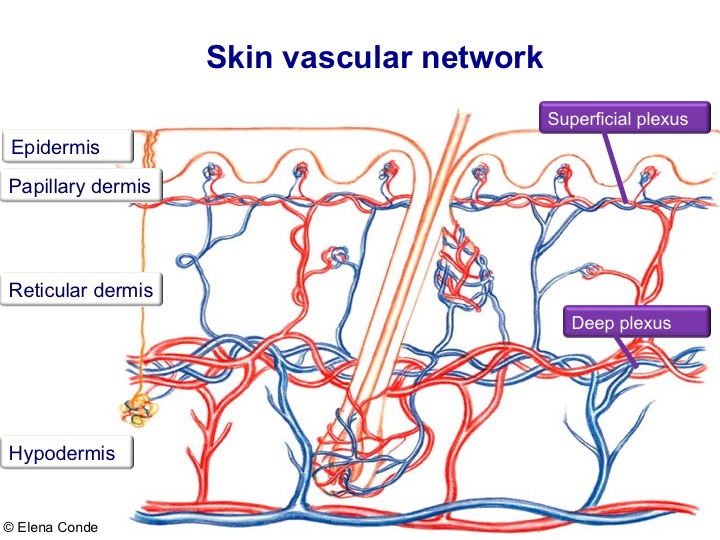 Skin vascular network
Superficial plexus
Epidermis
Papillary dermis
Reticular dermis
Deep plexus
Hypodermis
© Elena Conde